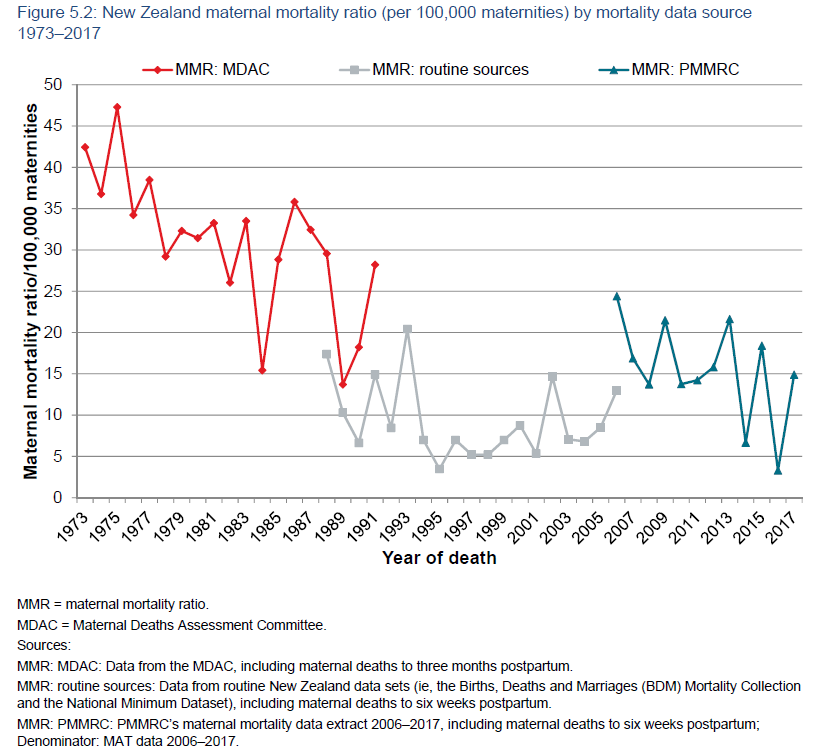 Figure 5.2: New Zealand maternal mortality ratio (per 100,000 maternities) by mortality data source
1973–2017
MMR: MDAC
MMR: routine sources
MMR: PMMRC
Maternal mortality ratio/100,000 maternities
50
45
40
35
30
25
20
15
10
5
0
1973
1975
1977
1979
1981
1983
1985
1987
1989
1991
1993
1995
1997
1999
2001
2003
2005
2007
2009
2011
2013
2015
2017
Year of death
MMR = maternal mortality ratio.
MDAC = Maternal Deaths Assessment Committee.
Sources:
MMR: MDAC: Data from the MDAC, including maternal deaths to three months postpartum.
MMR: routine sources: Data from routine New Zealand data sets (ie, the Births, Deaths and Marriages (BDM) Mortality Collection
and the National Minimum Dataset), including maternal deaths to six weeks postpartum.
MMR: PMMRC: PMMRC's maternal mortality data extract 2006–2017, including maternal deaths to six weeks postpartum;
Denominator: MAT data 2006–2017.